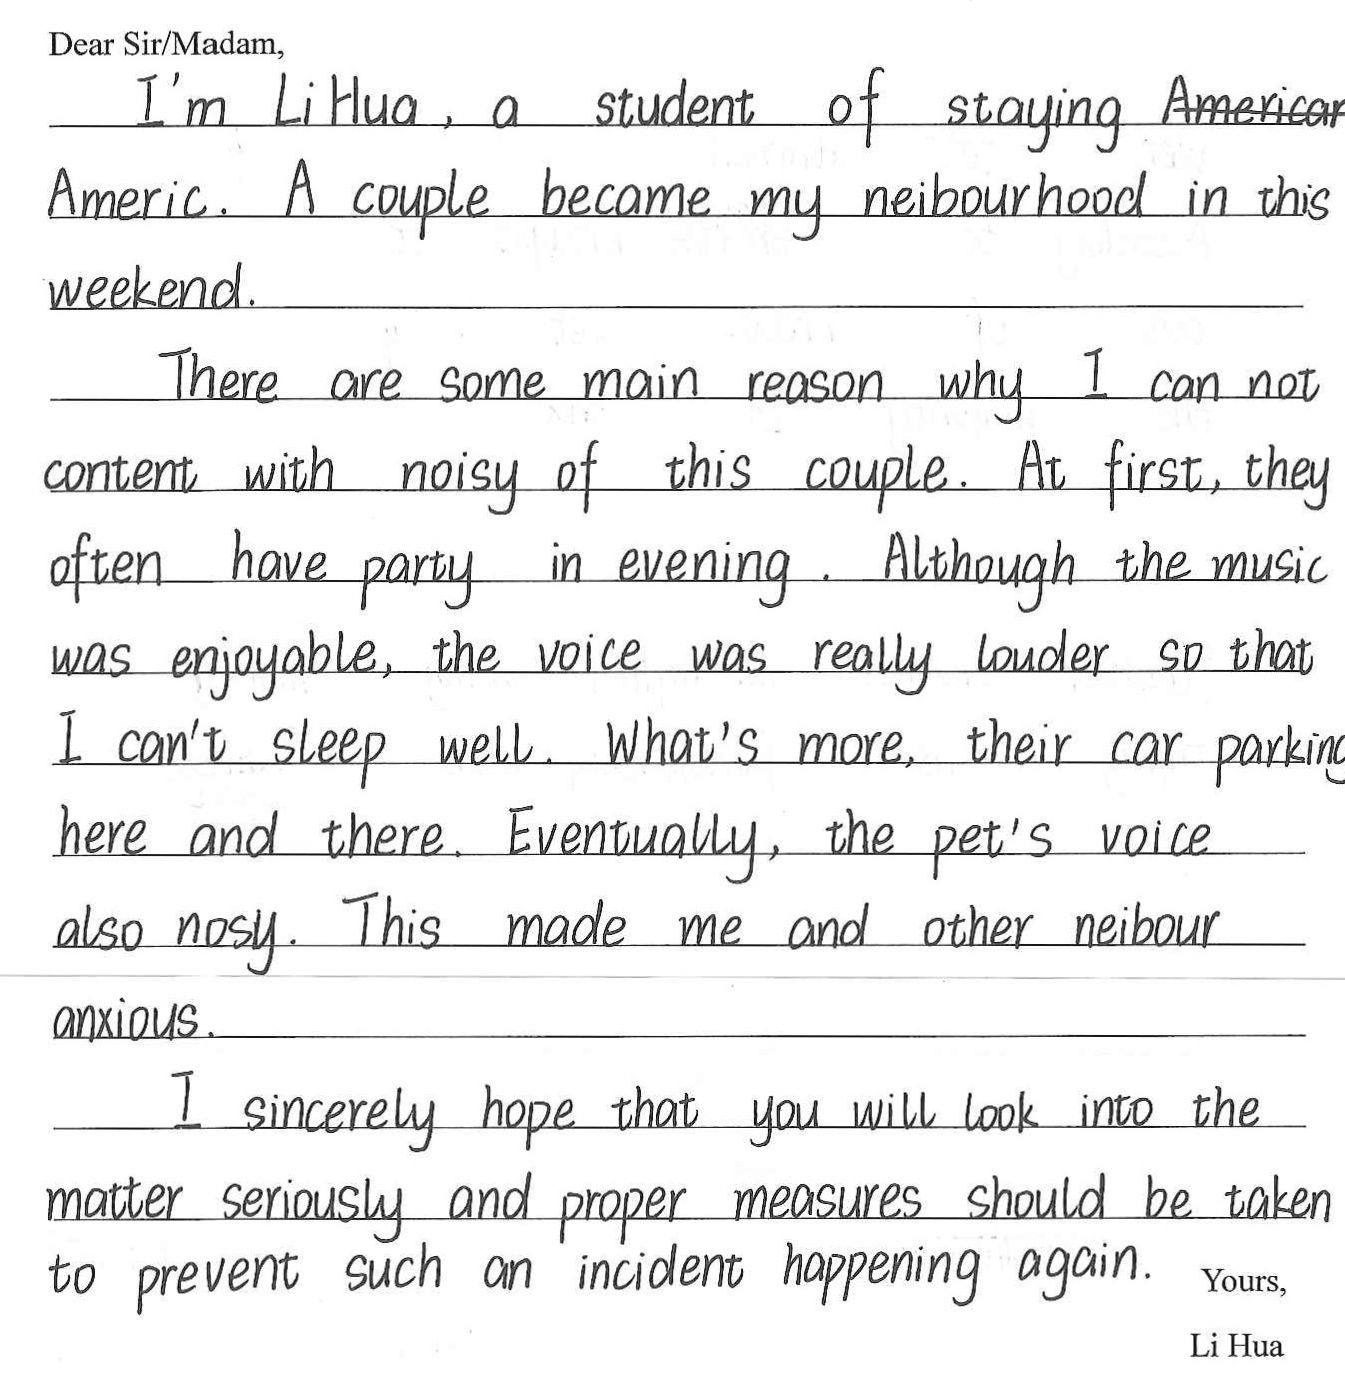 Dear Sir/Madam,
I'm Li Hua, a student of staying American
Americ. A couple became my neibourhood in this
weekend.
There are some main reason why I can not
content with noisy of this couple. At first, they
often have party in evening. Although the music
was enjoyable, the voice was really louder so that
I can't sleep well. What's more, their car parking
here and there. Eventually, the pet's voice
also nosy. This made me and other neibour
anxious.
I sincerely hope that you will look into the
matter seriously and proper measures should be taken
to prevent such an incident happening again. Yours,
Li Hua